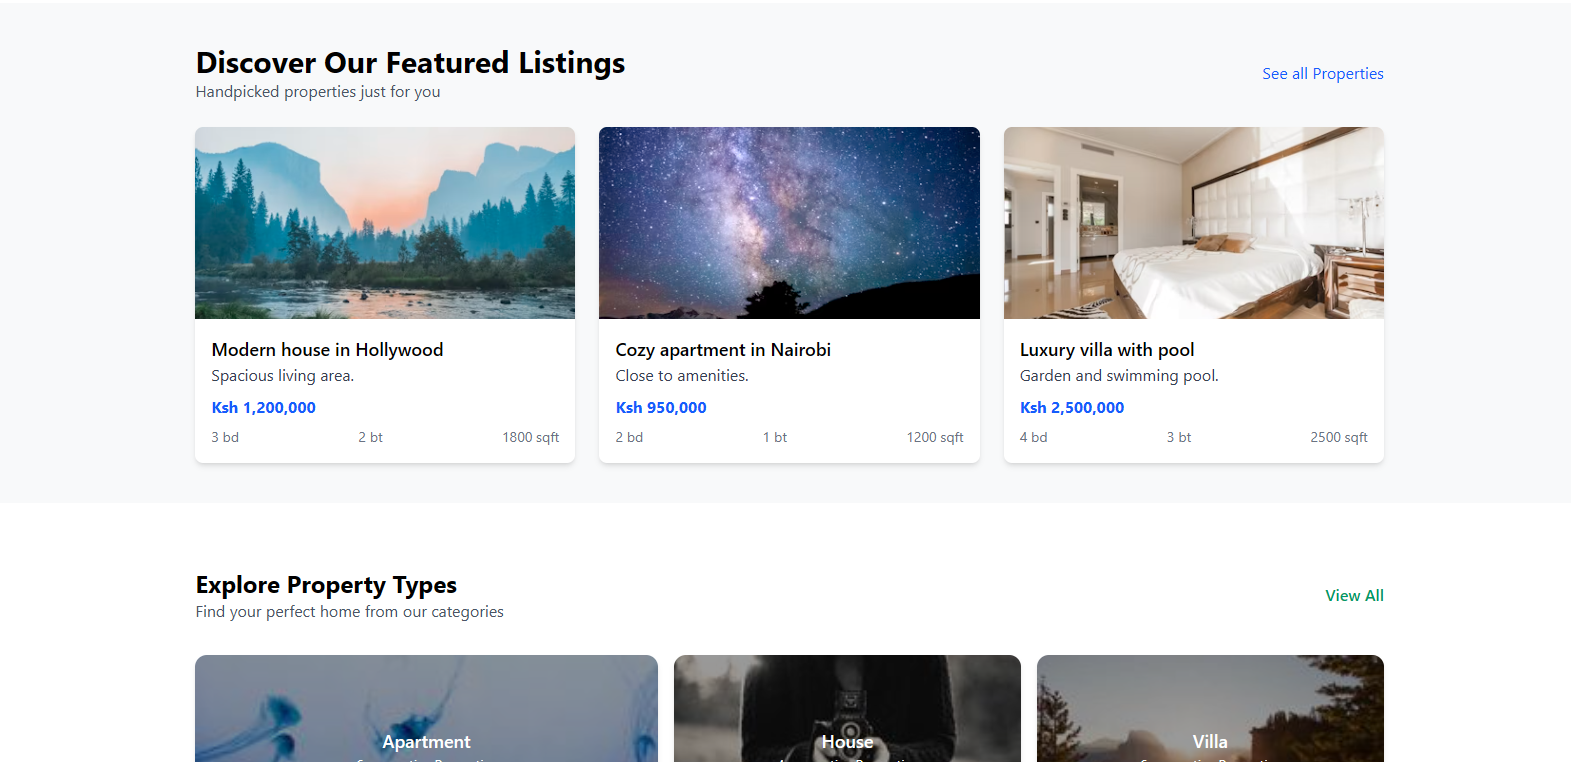 Discover Our Featured Listings
Handpicked properties just for you
See all Properties
Modern house in Hollywood
Spacious living area.
Ksh 1,200,000
3 bd 2 bt 1800 sqft
Cozy apartment in Nairobi
Close to amenities.
Ksh 950,000
2 bd 1 bt 1200 sqft
Luxury villa with pool
Garden and swimming pool.
Ksh 2,500,000
4 bd 3 bt 2500 sqft
Explore Property Types
Find your perfect home from our categories
View All
Apartment
House
Villa